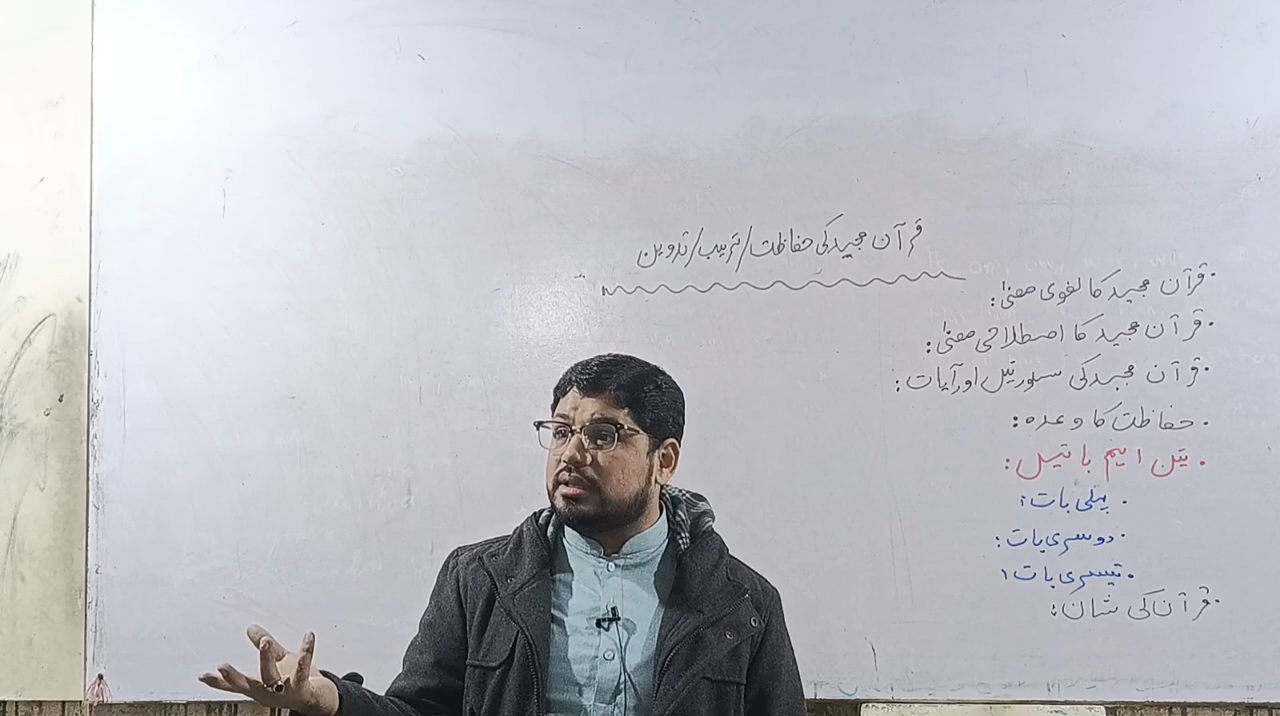 قرآن مجید کی حفاظت/ترتیب/تدوین
· قرآن مجید کا لغوی معنیٰ:
· قرآن مجید کا اصطلاحی معنیٰ:
· قرآن مجید کی سورتیں اور آیات:
· حفاظت کا وعدہ:
· تین اہم باتیں:
· پہلی بات:
· دوسری بات:
· تیسری بات:
· قرآن کی شان: